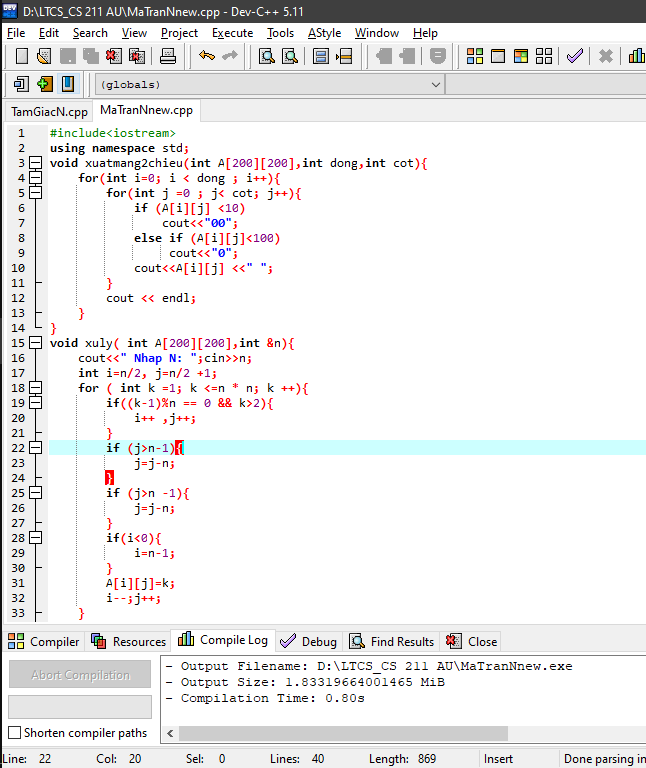 D:\LTCS_CS 211 AU\MaTranNnew.cpp - Dev-C++ 5.11
File Edit Search View Project Execute Tools AStyle Window Help
(globals)
TamGiacN.cpp MaTranNnew.cpp
1 #include<iostream>
2 using namespace std;
3 void xuatmang2chieu(int A[200][200],int dong,int cot){
4 for(int i=0; i < dong ; i++){
5 for(int j =0 ; j< cot; j++){
6 if (A[i][j] <10)
7 cout<<"00";
8 else if (A[i][j]<100)
9 cout<<"0";
10 cout<<A[i][j] <<" ";
11 }
12 cout << endl;
13 }
14 }
15 void xuly( int A[200][200],int &n){
16 cout<<" Nhap N: ";cin>>n;
17 int i=n/2, j=n/2 +1;
18 for ( int k =1; k <=n * n; k ++){
19 if((k-1)%n == 0 && k>2){
20 i++ ,j++;
21 }
22 if (j>n-1){
23 j=j-n;
24 }
25 if (j>n -1){
26 j=j-n;
27 }
28 if(i<0){
29 i=n-1;
30 }
31 A[i][j]=k;
32 i--;j++;
33 }
Compiler Resources Compile Log Debug Find Results Close
Abort Compilation
Shorten compiler paths
- Output Filename: D:\LTCS_CS 211 AU\MaTranNnew.exe
- Output Size: 1.83319664001465 MiB
- Compilation Time: 0.80s
Line: 22 Col: 20 Sel: 0 Lines: 40 Length: 869 Insert Done parsing in